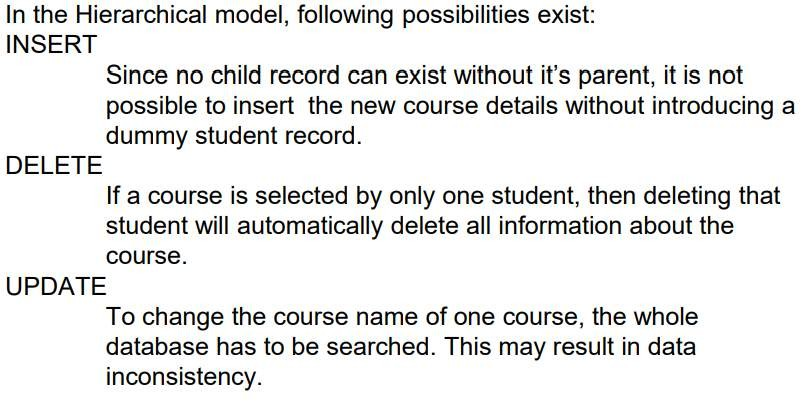 In the Hierarchical model, following possibilities exist:
INSERT
Since no child record can exist without it's parent, it is not
possible to insert  the new course details without introducing a
dummy student record.
DELETE
If a course is selected by only one student, then deleting that
student will automatically delete all information about the
course.
UPDATE
To change the course name of one course, the whole
database has to be searched. This may result in data
inconsistency.